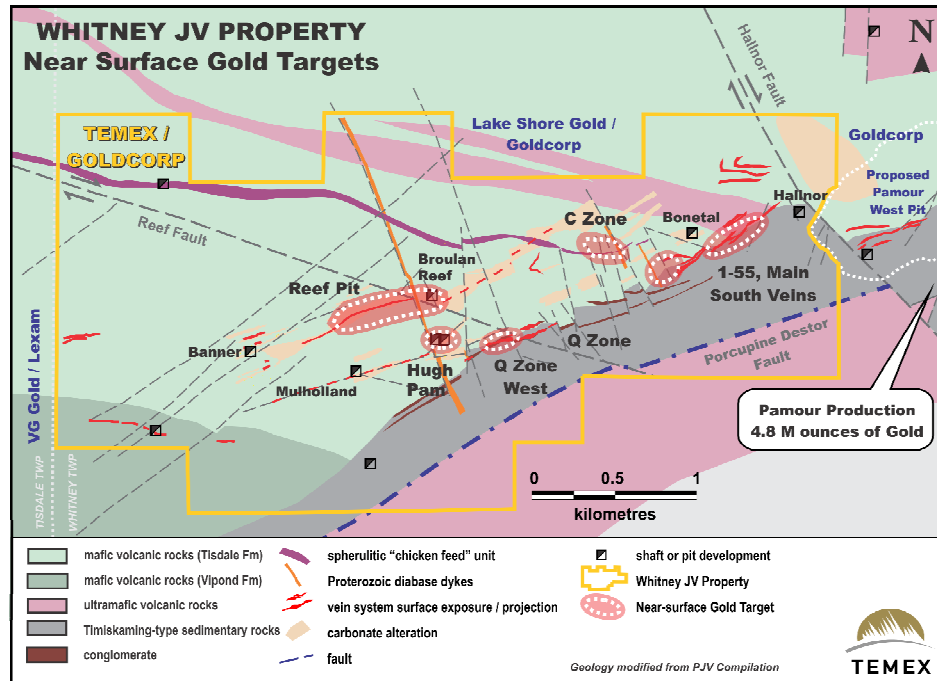 WHITNEY JV PROPERTY
Near Surface Gold Targets
N
Hallnor Fault
TEMEX /
GOLDCORP
Lake Shore Gold /
Goldcorp
Goldcorp
Proposed
Pamour
West Pit
Hallnor
Reef Fault
C Zone
Bonetal
Broulan
Reef
Reef Pit
1-55, Main
South Veins
VG Gold / Lexam
Banner
Q Zone
Porcupine Destor
Fault
Mulholland
Hugh
Pam
Q Zone
West
Pamour Production
4.8 M ounces of Gold
TISDALE TWP
WHITNEY TWP
0 0.5 1
kilometres
mafic volcanic rocks (Tisdale Fm)
mafic volcanic rocks (Vipond Fm)
ultramafic volcanic rocks
Timiskaming-type sedimentary rocks
conglomerate
spherulitic “chicken feed” unit
Proterozoic diabase dykes
vein system surface exposure / projection
carbonate alteration
fault
shaft or pit development
Whitney JV Property
Near-surface Gold Target
Geology modified from PJV Compilation
TEMEX